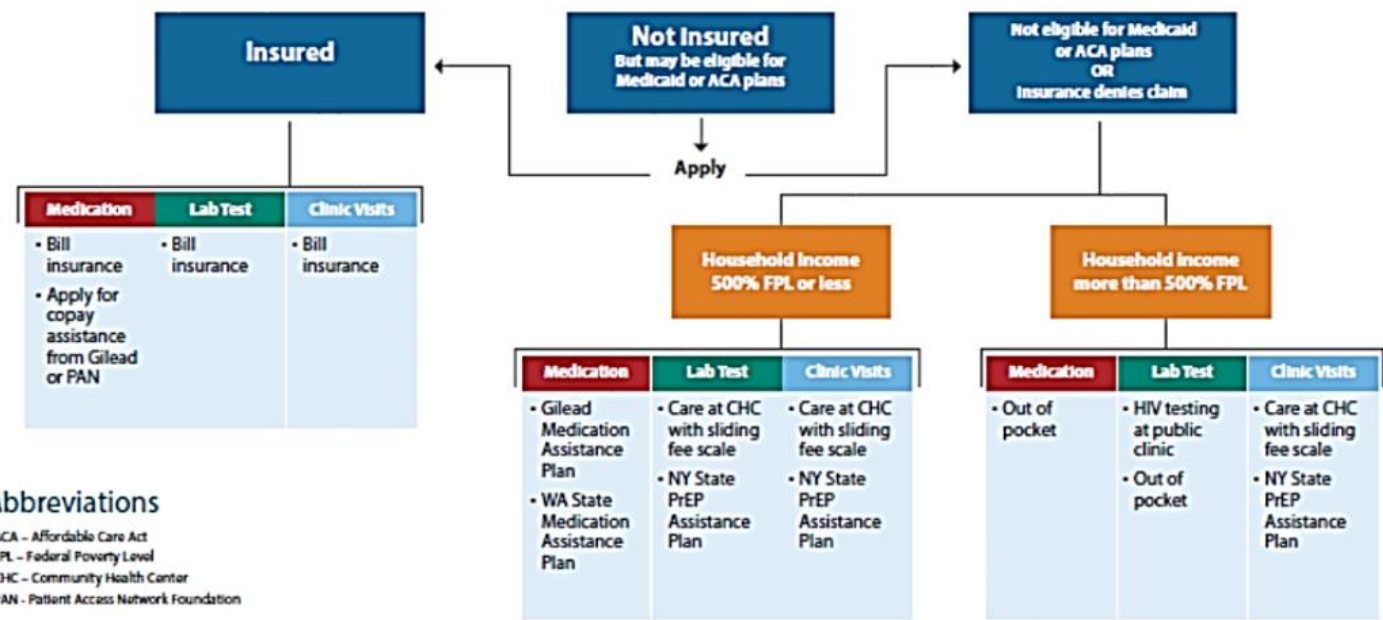 Insured
Not Insured
But may be eligible for
Medicaid or ACA plans
Not eligible for Medicaid
or ACA plans
OR
Insurance denies claim
Apply
Medication
Lab Test
Clinic Visits
• Bill
insurance
• Apply for
copay
assistance
from Gilead
or PAN
• Bill
insurance
• Bill
insurance
Household Income
500% FPL or less
Household Income
more than 500% FPL
Medication
Lab Test
Clinic Visits
• Gilead
Medication
Assistance
Plan
• WA State
Medication
Assistance
Plan
• Care at CHC
with sliding
fee scale
• NY State
PrEP
Assistance
Plan
• Care at CHC
with sliding
fee scale
• NY State
PrEP
Assistance
Plan
Medication
Lab Test
Clinic Visits
• Out of
pocket
• HIV testing
at public
clinic
• Out of
pocket
• Care at CHC
with sliding
fee scale
• NY State
PrEP
Assistance
Plan
bbreviations
CA – Affordable Care Act
PL – Federal Poverty Level
HC – Community Health Center
AN - Patient Access Network Foundation